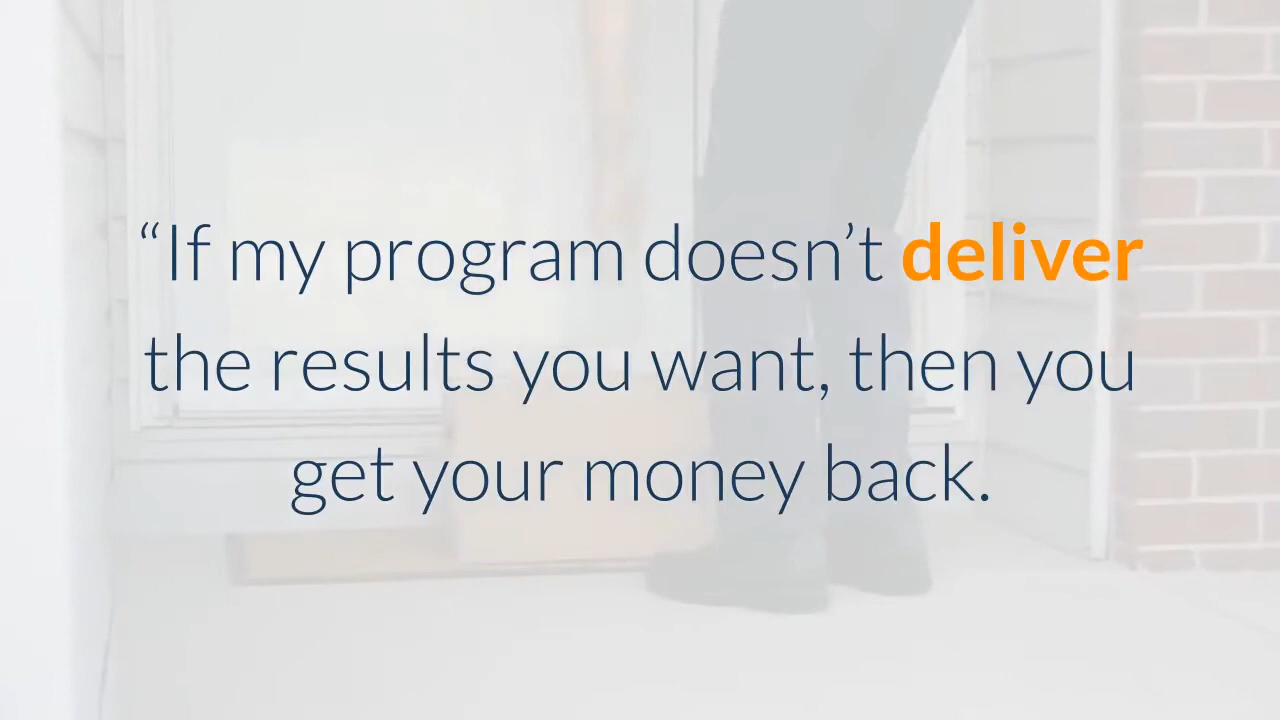 “If my program doesn’t deliver
the results you want, then you
get your money back.